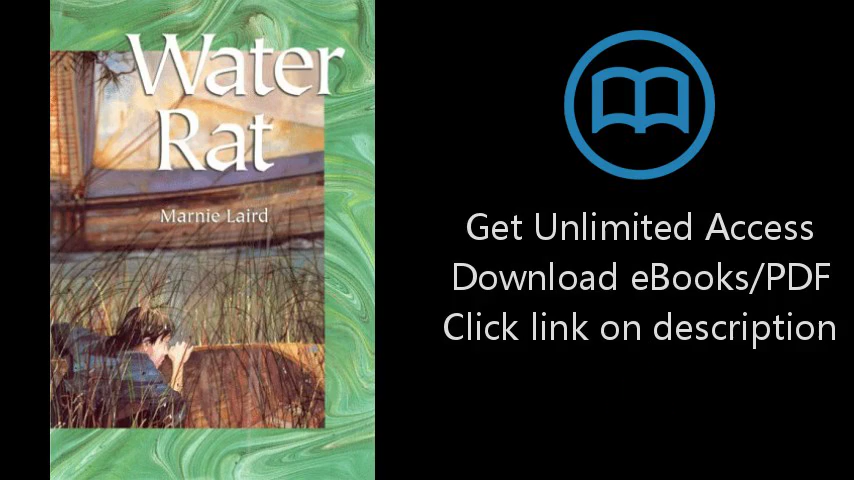 Water
Rat
Marnie Laird
Get Unlimited Access
Download eBooks/PDF
Click link on description